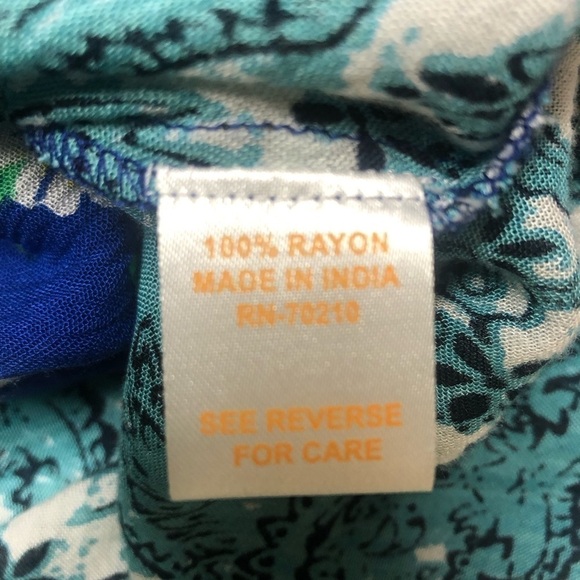 100% RAYON
MADE IN INDIA
RN-70210
SEE REVERSE
FOR CARE